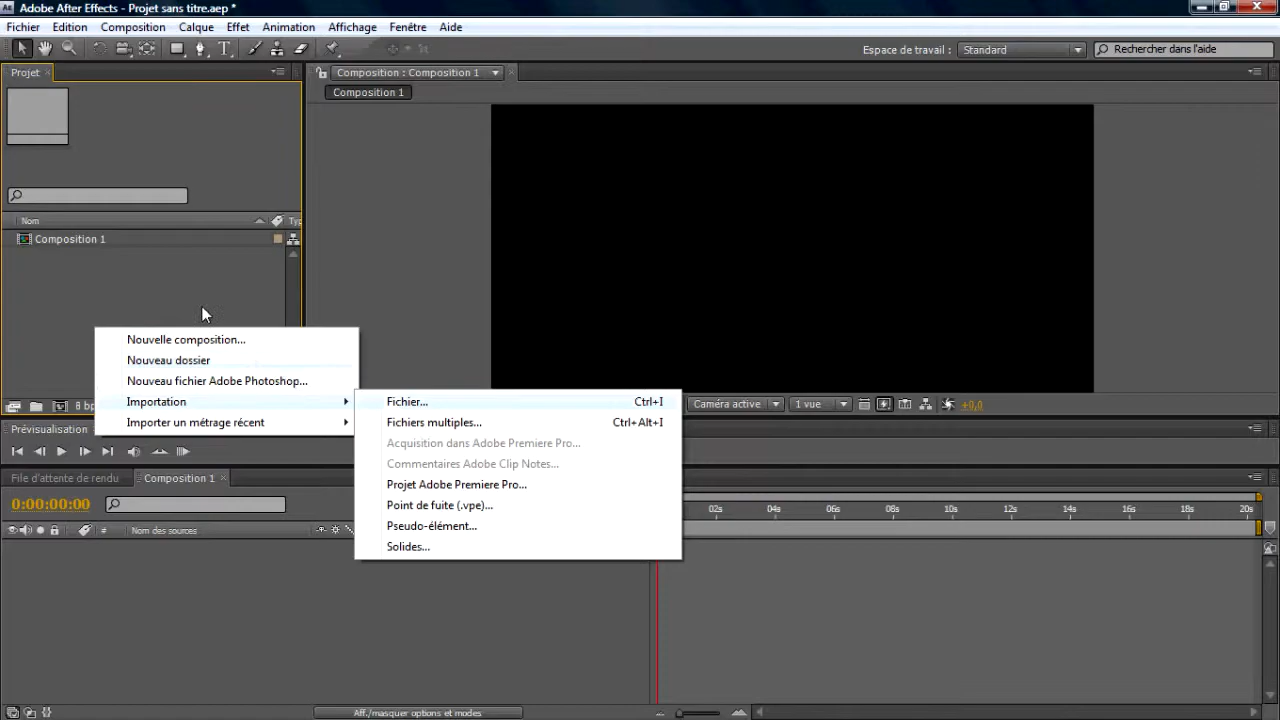 Adobe After Effects - Projet sans titre.aep *
Fichier Edition Composition Calque Effet Animation Affichage Fenêtre Aide
Espace de travail : Standard Rechercher dans l'aide
Projet Composition : Composition 1
Composition 1
Nom Typ
Composition 1
Nouvelle composition...
Nouveau dossier
Nouveau fichier Adobe Photoshop...
Importation
Importer un métrage récent
Fichier... Ctrl+I
Fichiers multiples... Ctrl+Alt+I
Acquisition dans Adobe Premiere Pro...
Commentaires Adobe Clip Notes...
Projet Adobe Premiere Pro...
Point de fuite (.vpe)...
Pseudo-élément...
Solides...
8 bp Caméra active 1 vue +0,0
Prévisualisation
File d'attente de rendu Composition 1
0:00:00:00
02s 04s 06s 08s 10s 12s 14s 16s 18s 20s
# Nom des sources
Aff./masquer options et modes